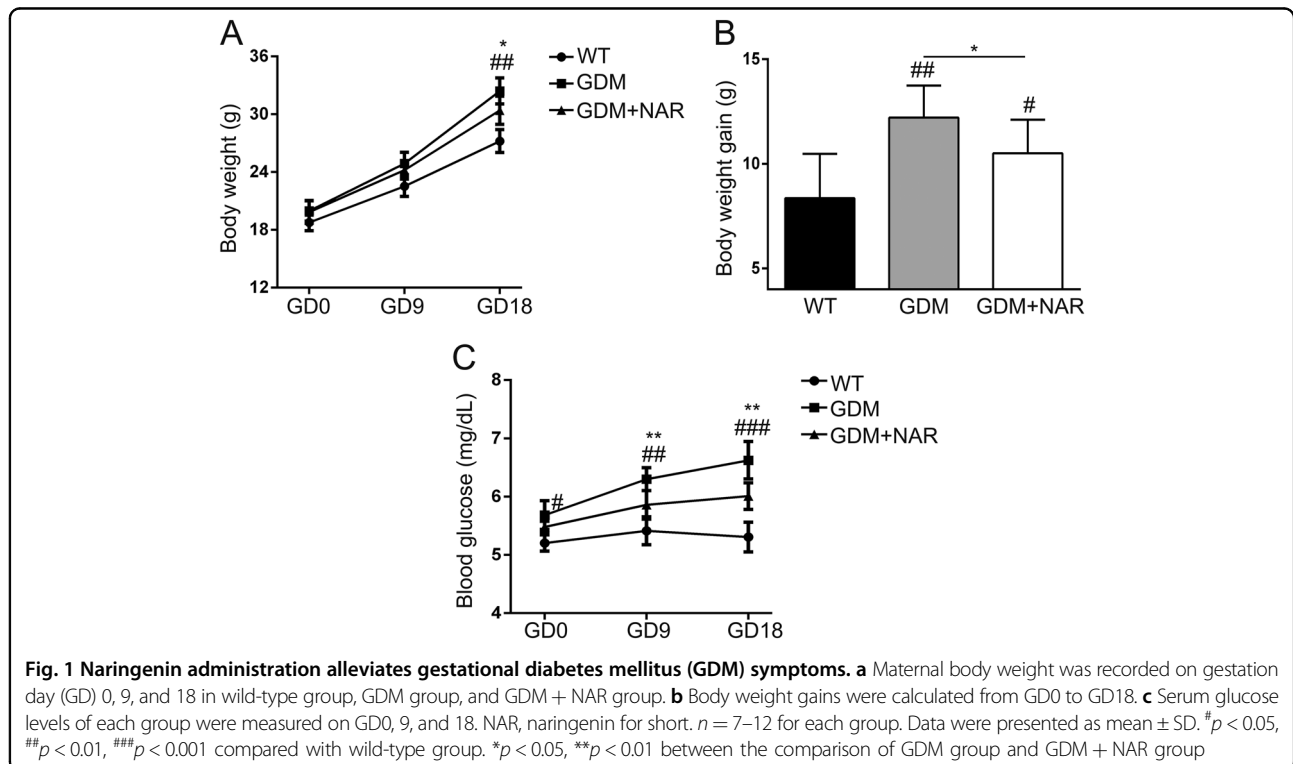 A
Body weight (g)
36
30
24
18
12
GD0 GD9 GD18
*
##
WT
GDM
GDM+NAR
B
Body weight gain (g)
15
10
5
##
*
#
WT GDM GDM+NAR
C
Blood glucose (mg/dL)
8
7
6
5
4
GD0 GD9 GD18
#
**
##
**
###
WT
GDM
GDM+NAR
Fig. 1 Naringenin administration alleviates gestational diabetes mellitus (GDM) symptoms. a Maternal body weight was recorded on gestation
day (GD) 0, 9, and 18 in wild-type group, GDM group, and GDM + NAR group. b Body weight gains were calculated from GD0 to GD18. c Serum glucose
levels of each group were measured on GD0, 9, and 18. NAR, naringenin for short. n = 7–12 for each group. Data were presented as mean ± SD. #p < 0.05,
##p < 0.01, ###p < 0.001 compared with wild-type group. *p < 0.05, **p < 0.01 between the comparison of GDM group and GDM + NAR group